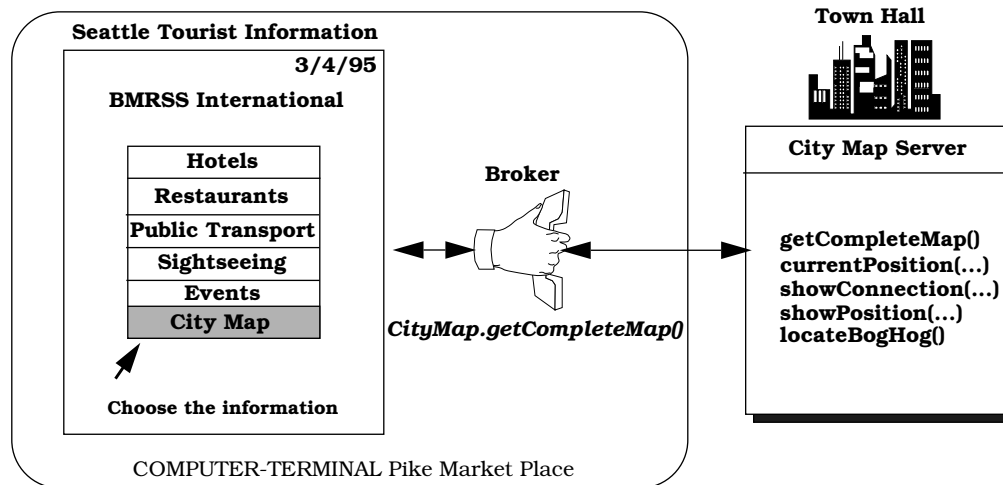 Seattle Tourist Information
3/4/95
BMRSS International
Hotels
Restaurants
Public Transport
Sightseeing
Events
City Map
Choose the information
COMPUTER-TERMINAL Pike Market Place
Broker
CityMap.getCompleteMap()
Town Hall
City Map Server
getCompleteMap()
currentPosition(...)
showConnection(...)
showPosition(...)
locateBogHog()